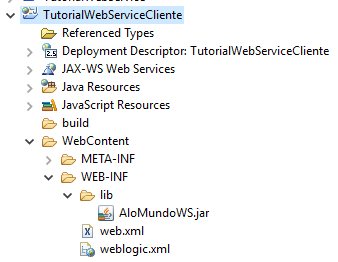 TutorialWebServiceCliente
Referenced Types
Deployment Descriptor: TutorialWebServiceCliente
JAX-WS Web Services
Java Resources
JavaScript Resources
build
WebContent
META-INF
WEB-INF
lib
AloMundoWS.jar
web.xml
weblogic.xml